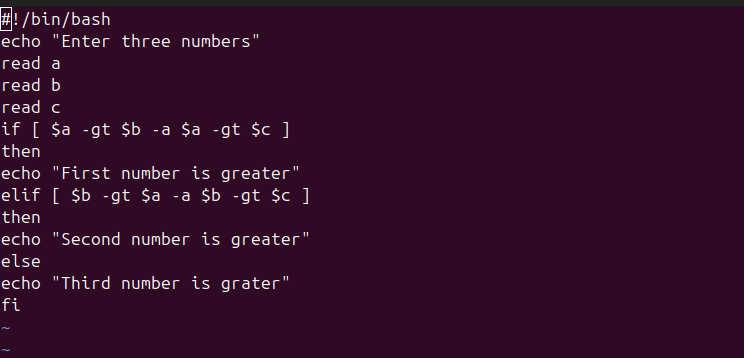 #!/bin/bash
echo "Enter three numbers"
read a
read b
read c
if [ $a -gt $b -a $a -gt $c ]
then
echo "First number is greater"
elif [ $b -gt $a -a $b -gt $c ]
then
echo "Second number is greater"
else
echo "Third number is grater"
fi
~
~